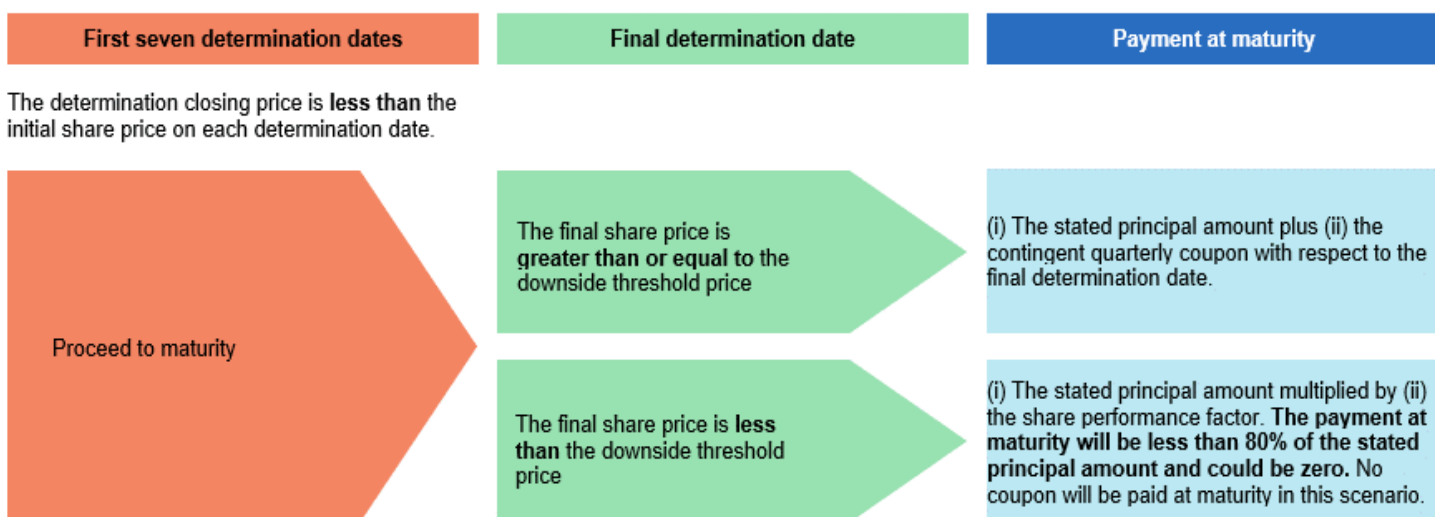 First seven determination dates
Final determination date
Payment at maturity
The determination closing price is less than the
initial share price on each determination date.
Proceed to maturity
The final share price is
greater than or equal to the
downside threshold price
(i) The stated principal amount plus (ii) the
contingent quarterly coupon with respect to the
final determination date.
The final share price is less
than the downside threshold
price
(i) The stated principal amount multiplied by (ii)
the share performance factor. The payment at
maturity will be less than 80% of the stated
principal amount and could be zero. No
coupon will be paid at maturity in this scenario.